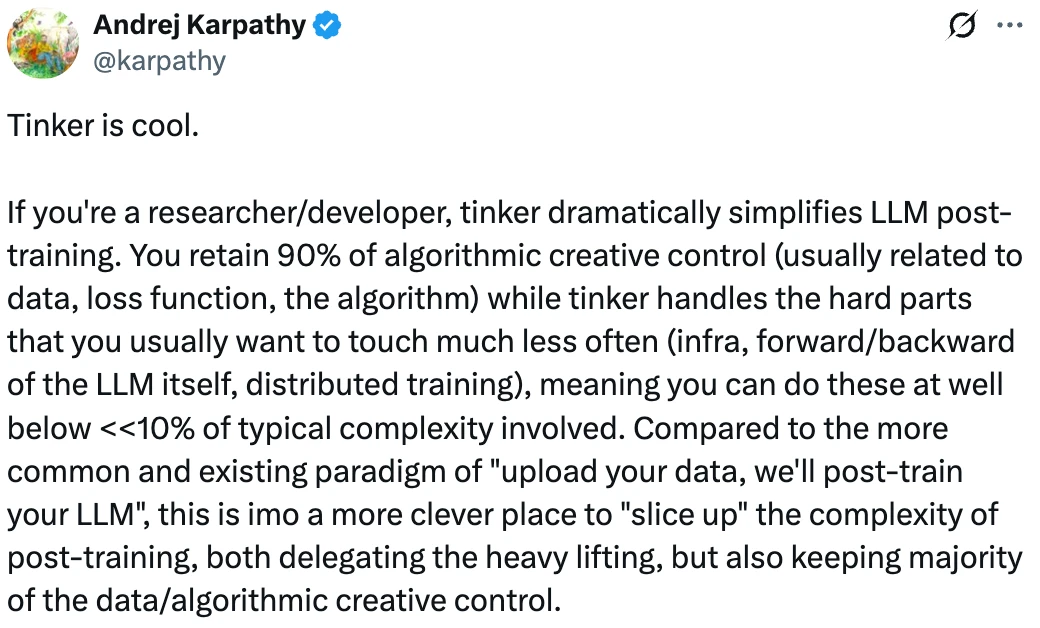 Andrej Karpathy
@karpathy
Tinker is cool.
If you're a researcher/developer, tinker dramatically simplifies LLM post-
training. You retain 90% of algorithmic creative control (usually related to
data, loss function, the algorithm) while tinker handles the hard parts
that you usually want to touch much less often (infra, forward/backward
of the LLM itself, distributed training), meaning you can do these at well
below <<10% of typical complexity involved. Compared to the more
common and existing paradigm of "upload your data, we'll post-train
your LLM", this is imo a more clever place to "slice up" the complexity of
post-training, both delegating the heavy lifting, but also keeping majority
of the data/algorithmic creative control.